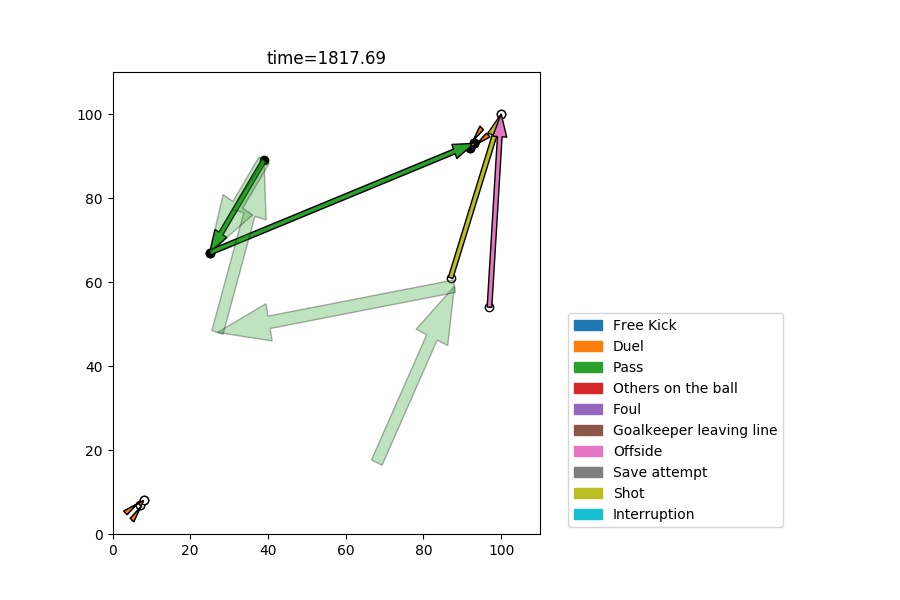 time=1817.69
100
80
60
40
20
0
0 20 40 60 80 100
Free Kick
Duel
Pass
Others on the ball
Foul
Goalkeeper leaving line
Offside
Save attempt
Shot
Interruption